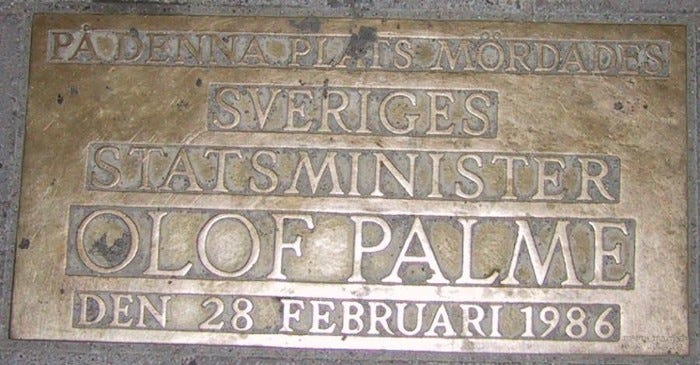 PÅ DENNA PLATS MÖRDADES
SVERIGES
STATSMINISTER
OLOF PALME
DEN 28 FEBRUARI 1986